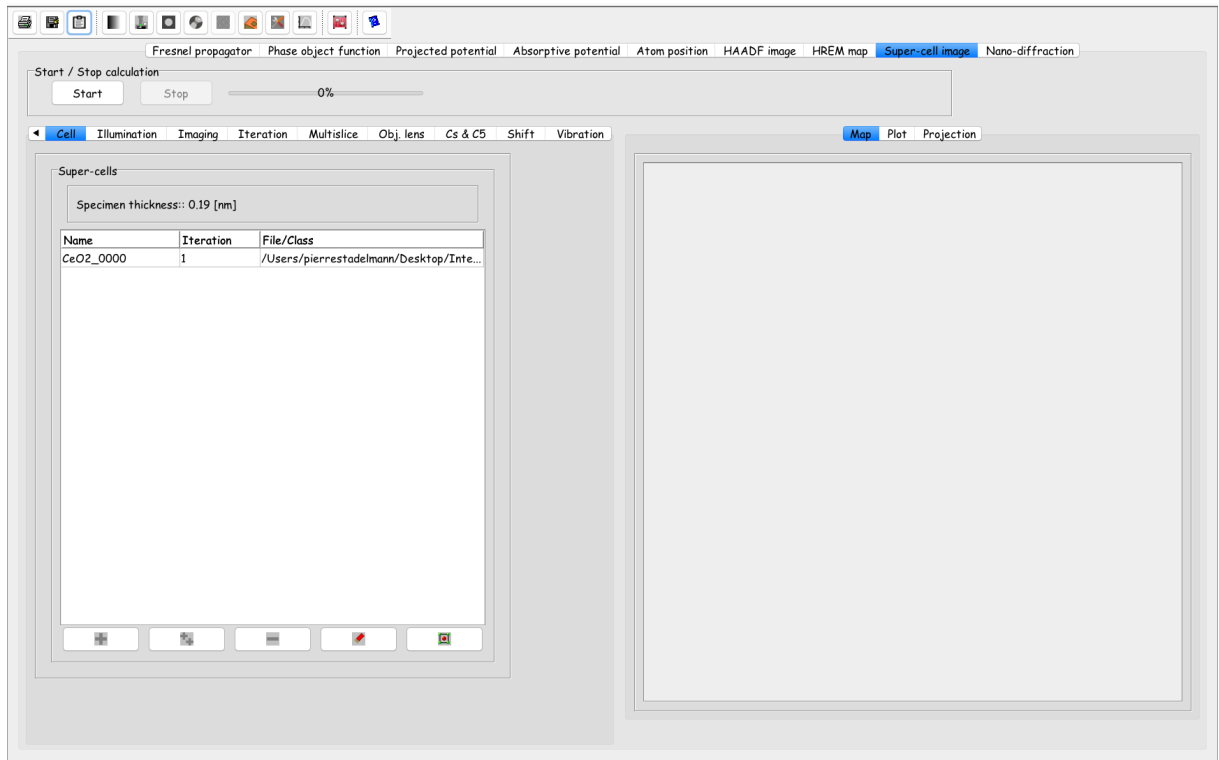 Fresnel propagator Phase object function Projected potential Absorptive potential Atom position HAADF image HREM map Super-cell image Nano-diffraction
Start / Stop calculation
Start Stop 0%
Cell Illumination Imaging Iteration Multislice Obj. lens Cs & C5 Shift Vibration
Map Plot Projection
Super-cells
Specimen thickness:: 0.19 [nm]
Name Iteration File/Class
CeO2_0000 1 /Users/pierrestadelmann/Desktop/Inte...